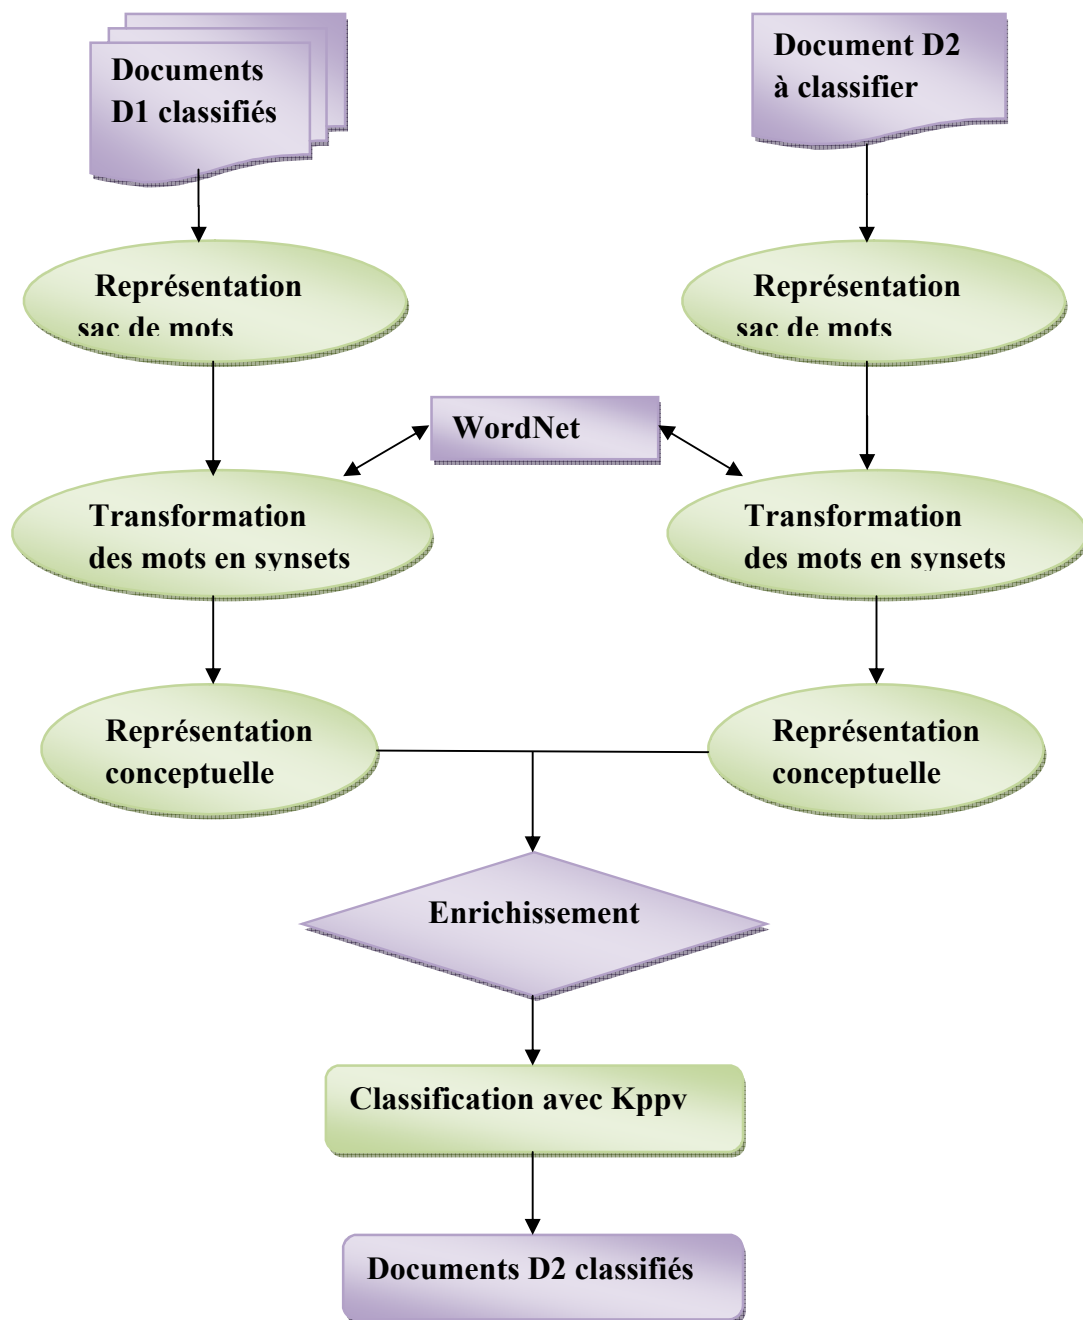 Documents
D1 classifiés
Document D2
à classifier
Représentation
sac de mots
Représentation
sac de mots
WordNet
Transformation
des mots en synsets
Transformation
des mots en synsets
Représentation
conceptuelle
Représentation
conceptuelle
Enrichissement
Classification avec Kppv
Documents D2 classifiés